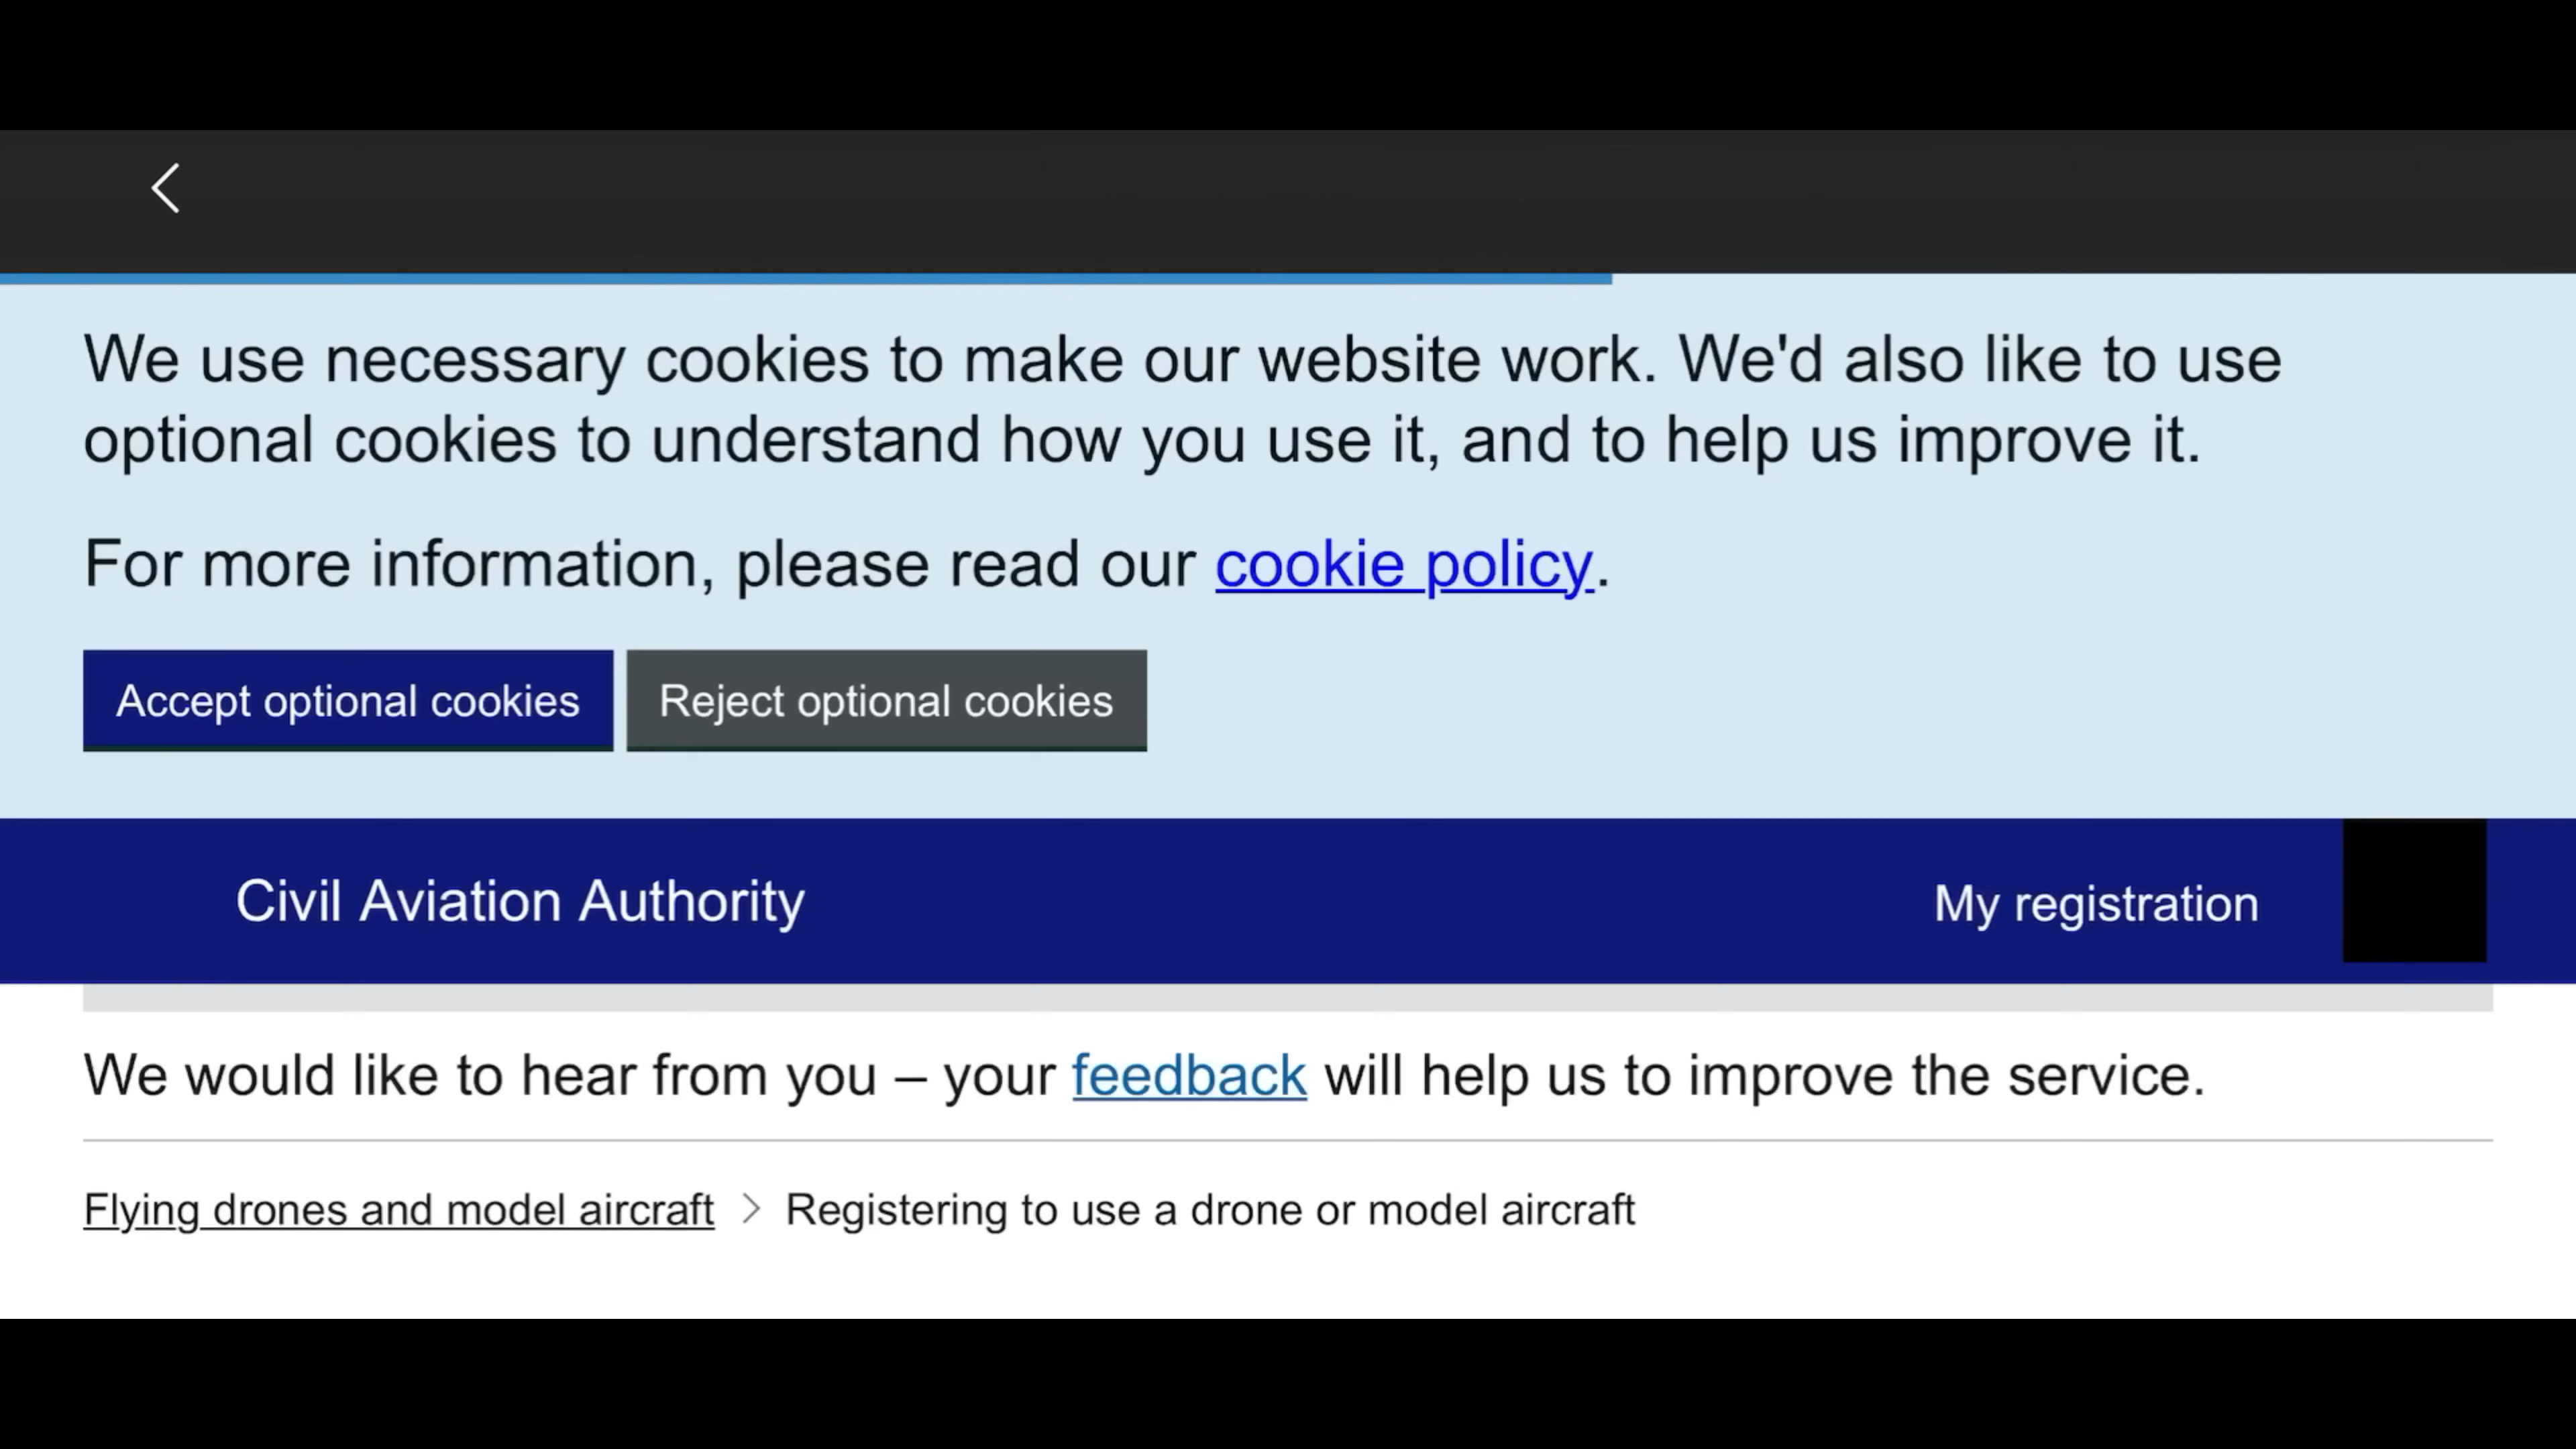 We use necessary cookies to make our website work. We'd also like to use
optional cookies to understand how you use it, and to help us improve it.
For more information, please read our cookie policy.
Accept optional cookies Reject optional cookies
Civil Aviation Authority My registration
We would like to hear from you – your feedback will help us to improve the service.
Flying drones and model aircraft > Registering to use a drone or model aircraft